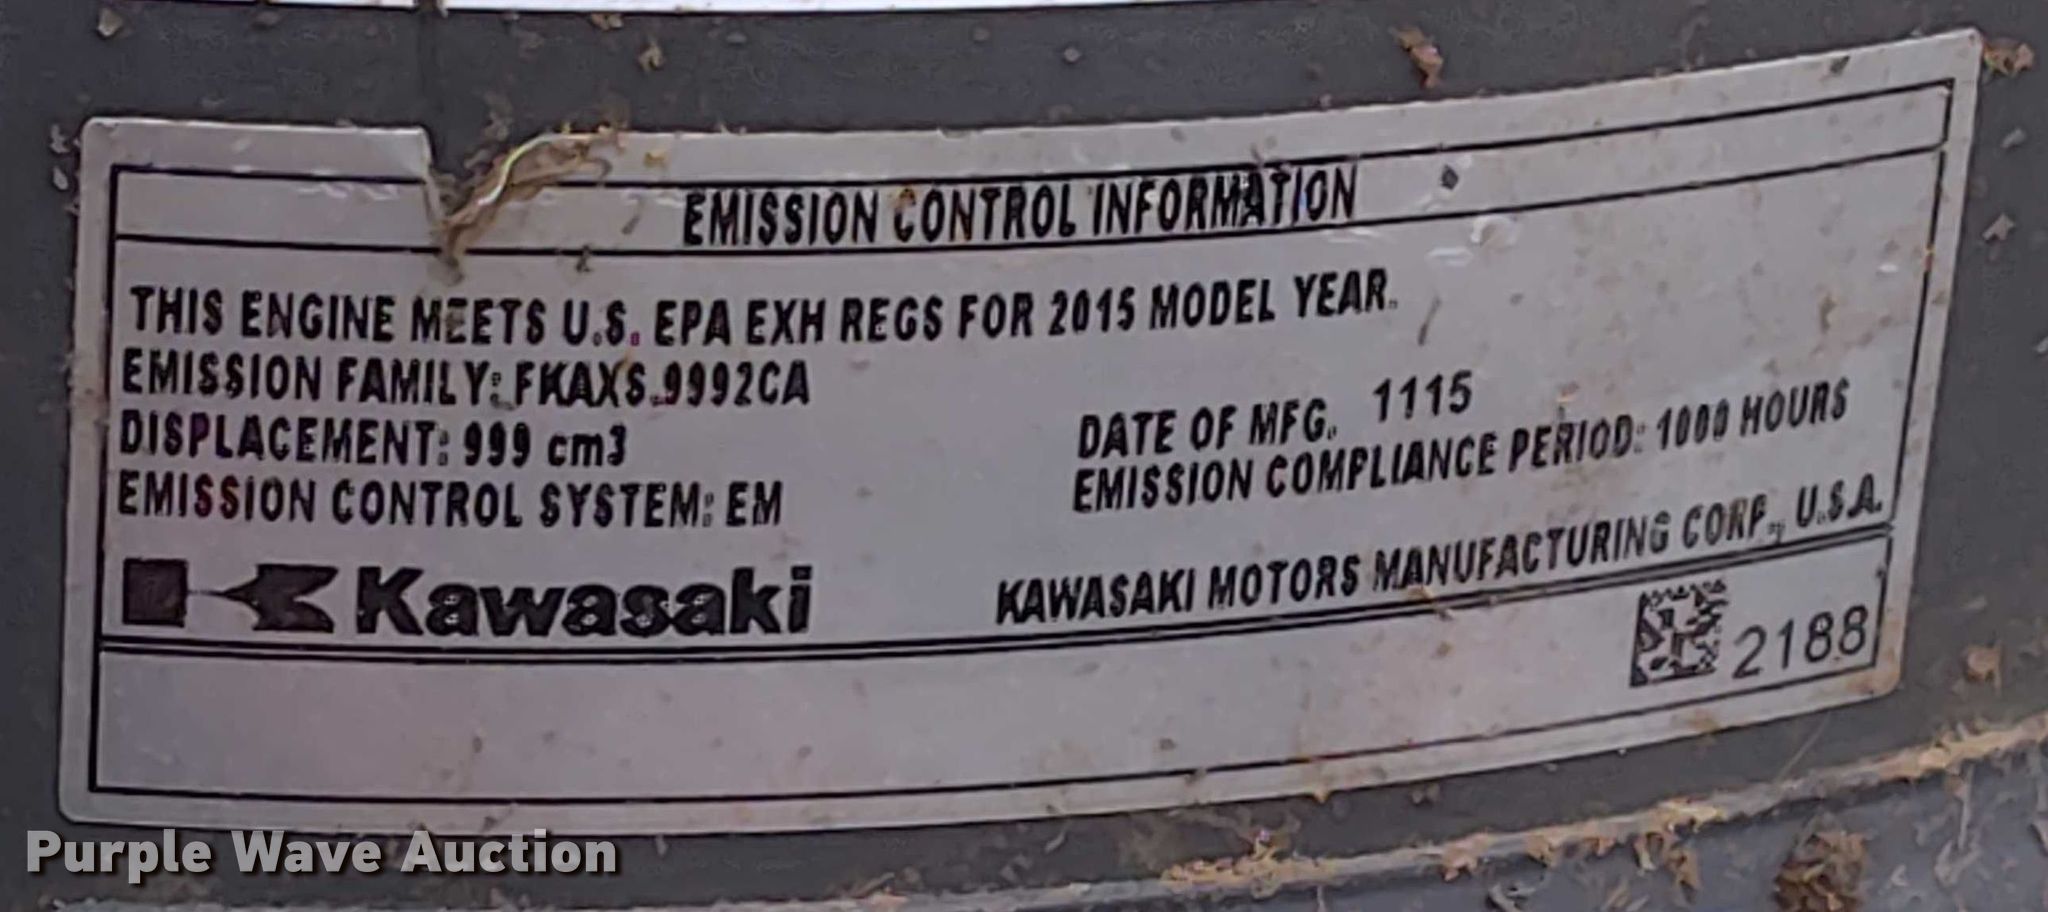 EMISSION CONTROL INFORMATION
THIS ENGINE MEETS U.S. EPA EXH REGS FOR 2015 MODEL YEAR.
EMISSION FAMILY: FKAXS.9992CA
DISPLACEMENT: 999 cm3
EMISSION CONTROL SYSTEM: EM
DATE OF MFG. 1115
EMISSION COMPLIANCE PERIOD: 1000 HOURS
Kawasaki
KAWASAKI MOTORS MANUFACTURING CORP., U.S.A.
2188
Purple Wave Auction